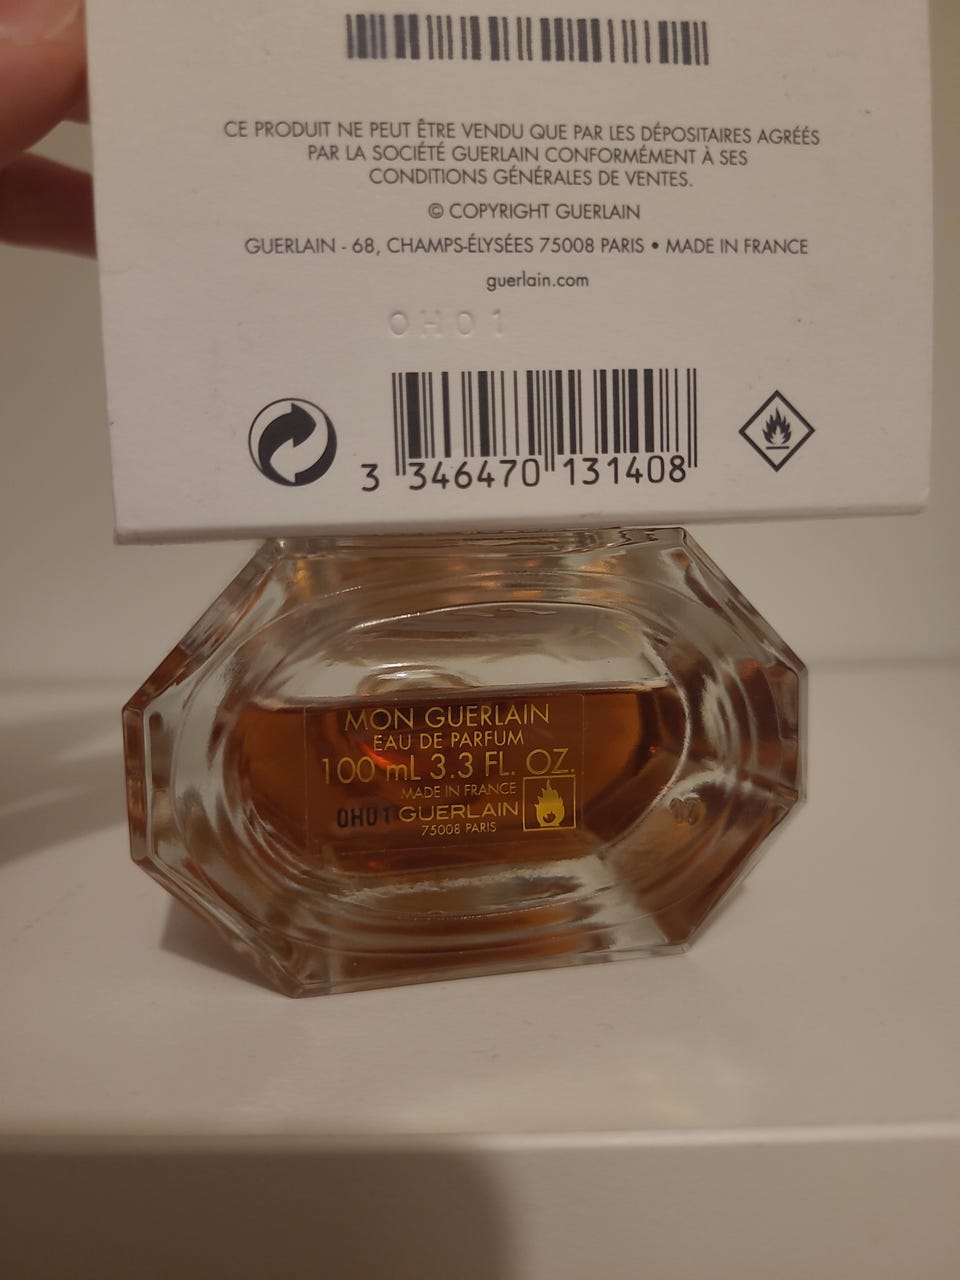 CE PRODUIT NE PEUT ÊTRE VENDU QUE PAR LES DÉPOSITAIRES AGRÉÉS
PAR LA SOCIÉTÉ GUERLAIN CONFORMÉMENT À SES
CONDITIONS GÉNÉRALES DE VENTES.
© COPYRIGHT GUERLAIN
GUERLAIN - 68, CHAMPS-ÉLYSÉES 75008 PARIS • MADE IN FRANCE
guerlain.com
0H01
3 346470 131408
MON GUERLAIN
EAU DE PARFUM
100 mL 3.3 FL. OZ.
MADE IN FRANCE
0H01 GUERLAIN
75008 PARIS